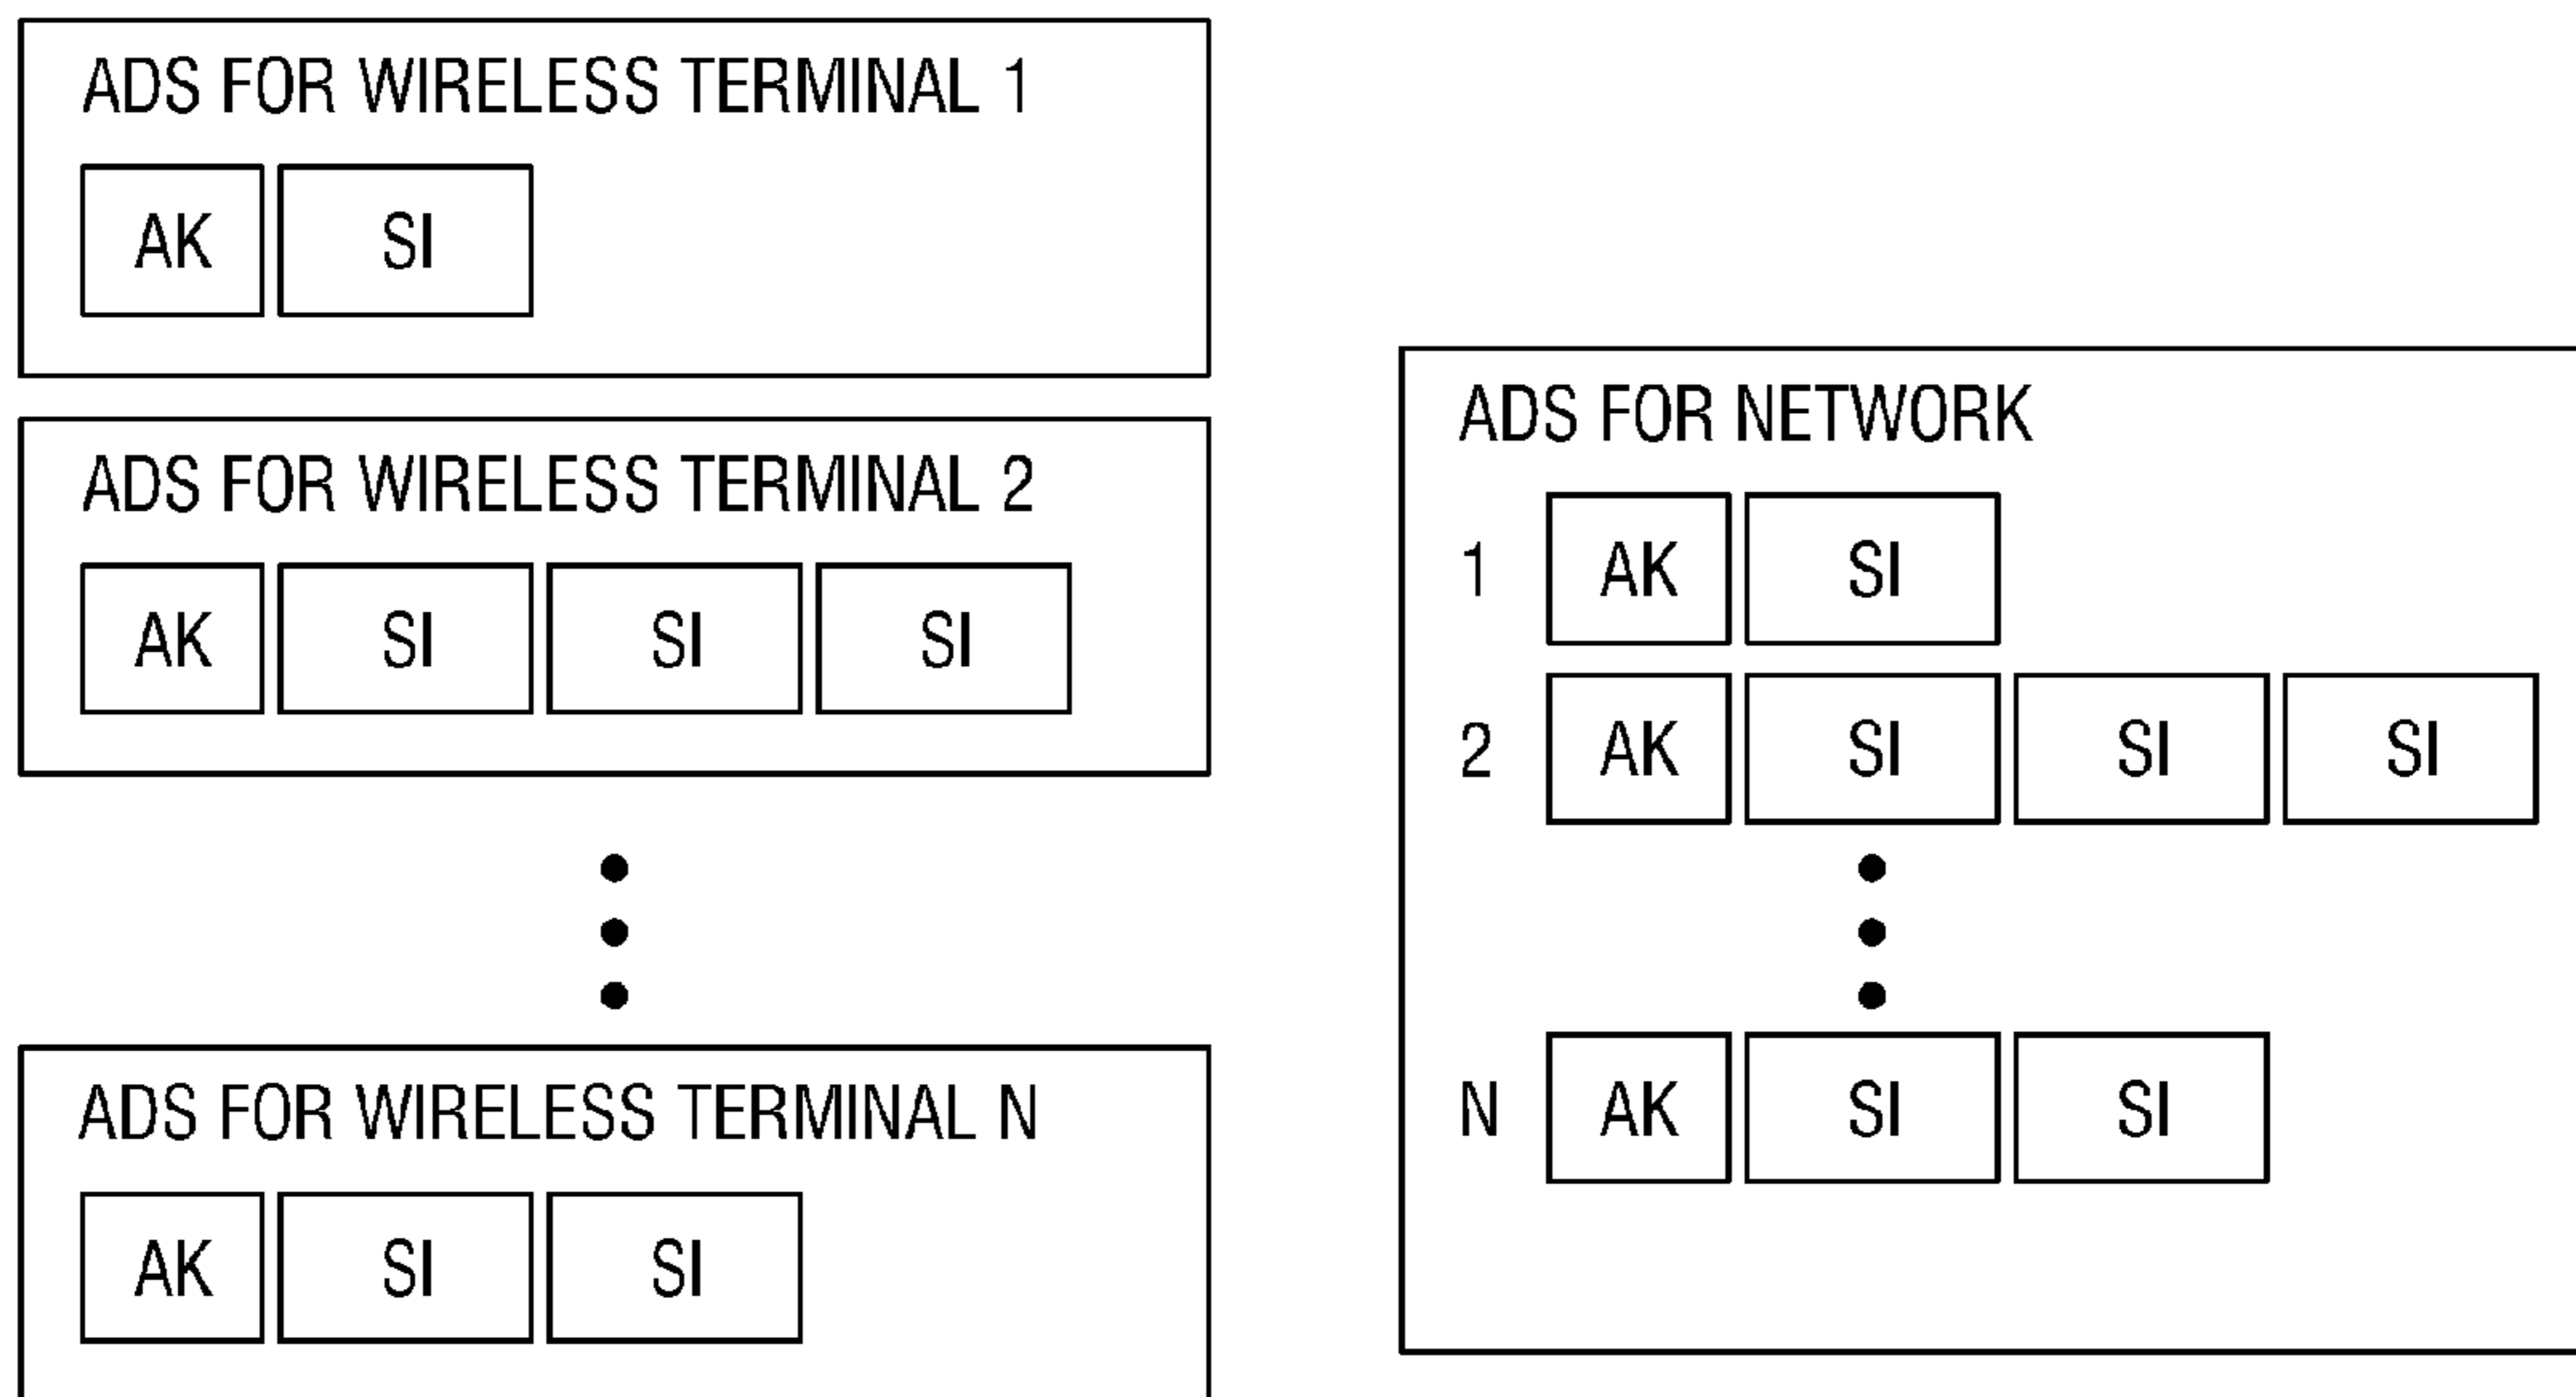 ADS FOR WIRELESS TERMINAL 1
AK SI
ADS FOR WIRELESS TERMINAL 2
AK SI SI SI
ADS FOR WIRELESS TERMINAL N
AK SI SI
ADS FOR NETWORK
1 AK SI
2 AK SI SI SI
N AK SI SI